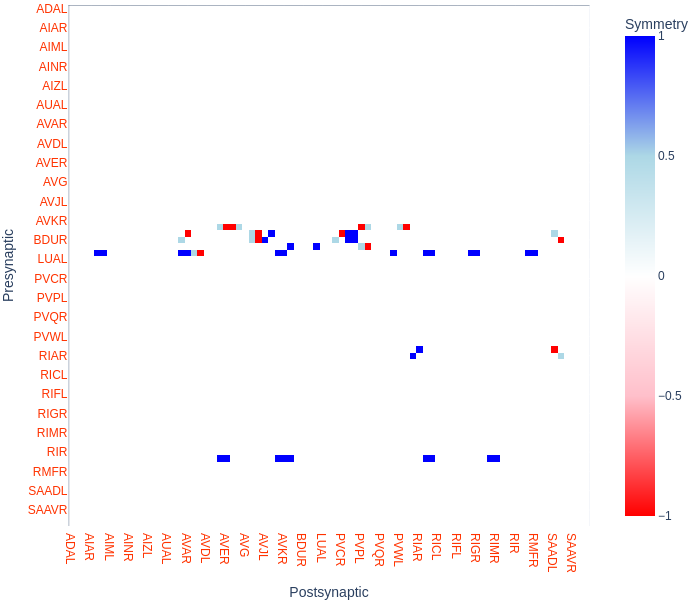 Symmetry
1
0.5
0
−0.5
−1
Presynaptic
ADAL
AIAR
AIML
AINR
AIZL
AUAL
AVAR
AVDL
AVER
AVG
AVJL
AVKR
BDUR
LUAL
PVCR
PVPL
PVQR
PVWL
RIAR
RICL
RIFL
RIGR
RIMR
RIR
RMFR
SAADL
SAAVR
ADAL AIAR AIML AINR AIZL AUAL AVAR AVDL AVER AVG AVJL AVKR BDUR LUAL PVCR PVPL PVQR PVWL RIAR RICL RIFL RIGR RIMR RIR RMFR SAADL SAAVR
Postsynaptic